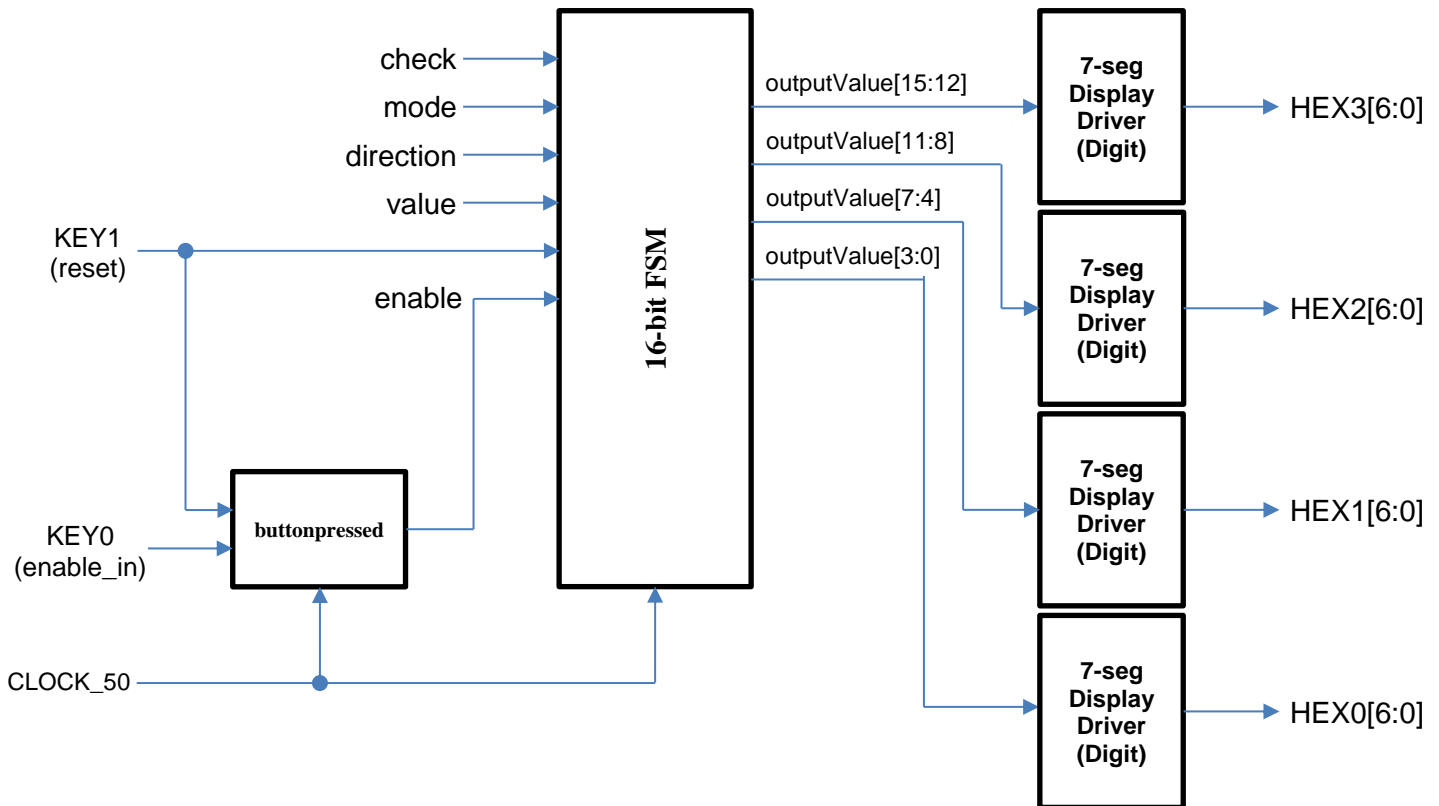 check
mode
direction
value
KEY1
(reset)
enable
KEY0
(enable_in)
buttonpressed
CLOCK_50
16-bit FSM
outputValue[15:12]
outputValue[11:8]
outputValue[7:4]
outputValue[3:0]
7-seg
Display
Driver
(Digit)
HEX3[6:0]
7-seg
Display
Driver
(Digit)
HEX2[6:0]
7-seg
Display
Driver
(Digit)
HEX1[6:0]
7-seg
Display
Driver
(Digit)
HEX0[6:0]